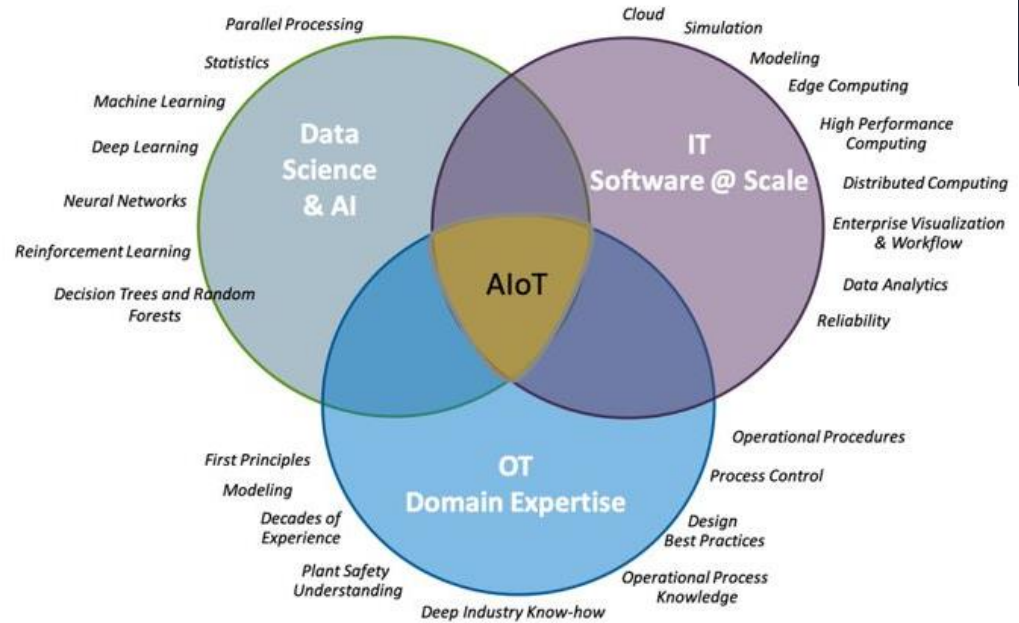 Parallel Processing
Statistics
Machine Learning
Deep Learning
Neural Networks
Reinforcement Learning
Decision Trees and Random
Forests
Data
Science
& AI
Cloud
Simulation
Modeling
Edge Computing
High Performance
Computing
Distributed Computing
Enterprise Visualization
& Workflow
Data Analytics
Reliability
IT
Software @ Scale
AIoT
OT
Domain Expertise
First Principles
Modeling
Decades of
Experience
Plant Safety
Understanding
Deep Industry Know-how
Operational Procedures
Process Control
Design
Best Practices
Operational Process
Knowledge